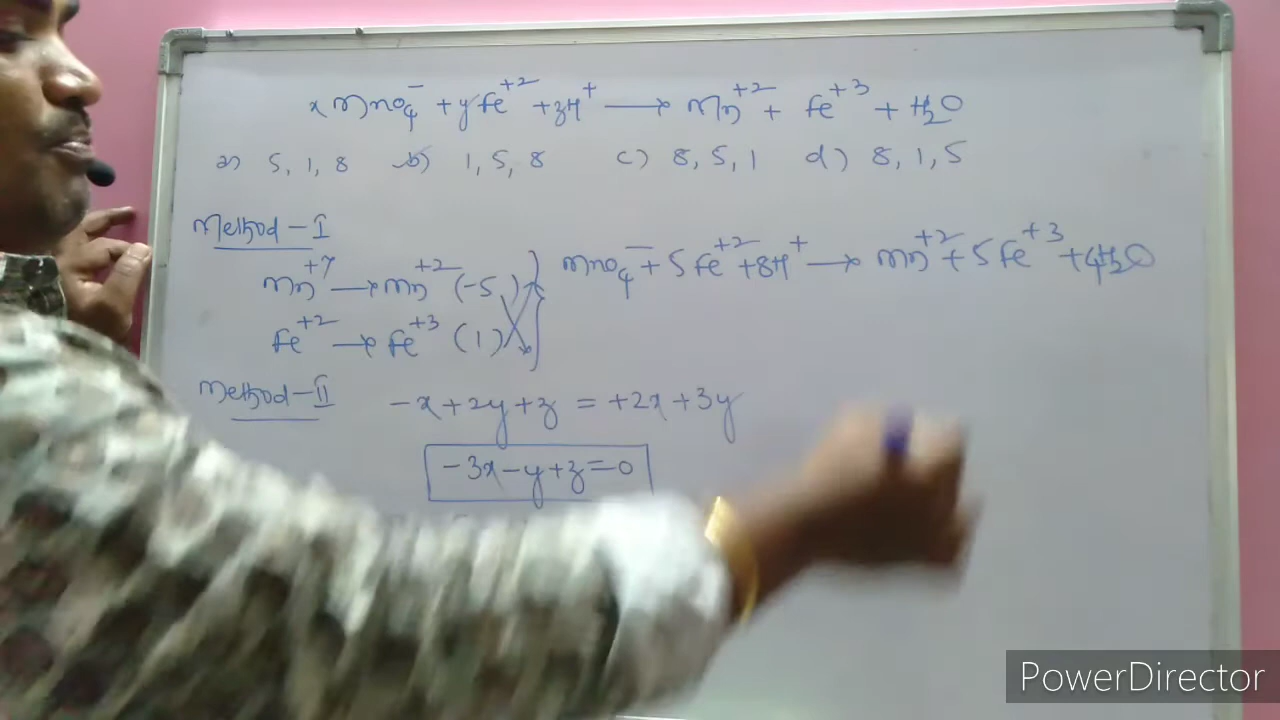 x MnO₄⁻ + y Fe⁺² + zH⁺ → Mn⁺² + Fe⁺³ + H₂O
a) 5, 1, 8 b) 1, 5, 8 c) 8, 5, 1 d) 8, 1, 5
Method-I
Mn⁺⁷ → Mn⁺² (-5)
Fe⁺² → Fe⁺³ (1)
MnO₄⁻ + 5Fe⁺² + 8H⁺ → Mn⁺² + 5Fe⁺³ + 4H₂O
Method-II
-x + 2y + z = +2x + 3y
-3x - y + z = 0
PowerDirector